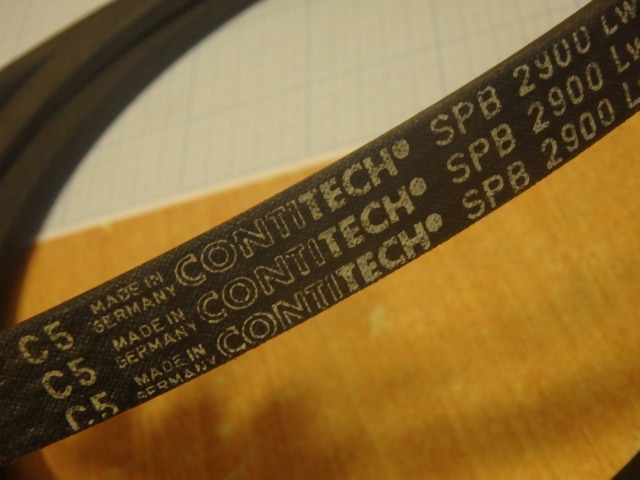 C5 MADE IN GERMANY CONTITECH® SPB 2900 Lw
C5 MADE IN GERMANY CONTITECH® SPB 2900 Lw
C5 MADE IN GERMANY CONTITECH® SPB 2900 L